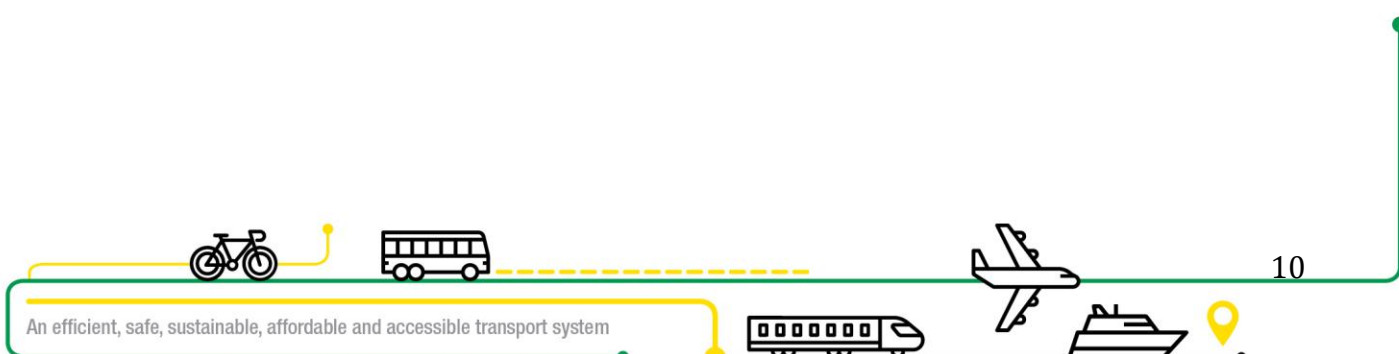 10
An efficient, safe, sustainable, affordable and accessible transport system